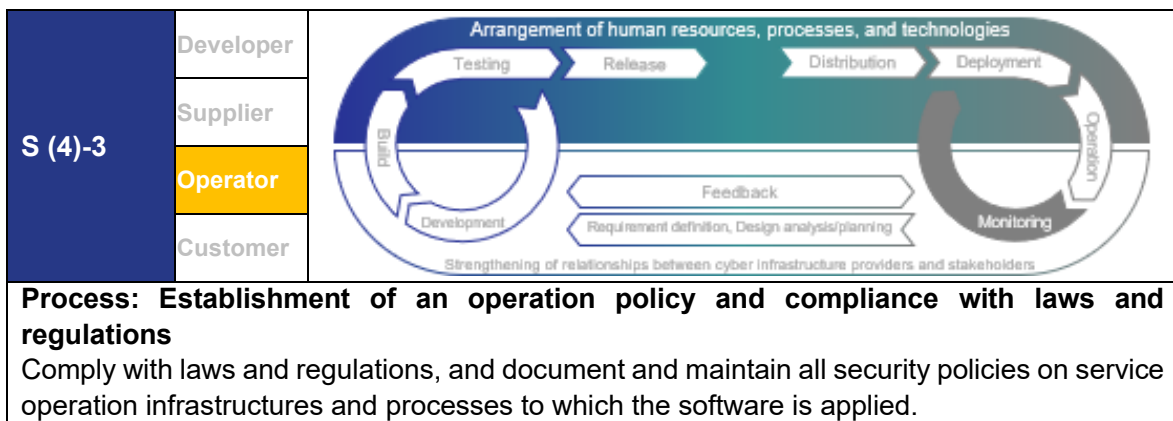 S (4)-3
Developer
Supplier
Operator
Customer
Arrangement of human resources, processes, and technologies
Testing
Release
Distribution
Deployment
Build
Operation
Development
Feedback
Requirement definition, Design analysis/planning
Monitoring
Strengthening of relationships between cyber infrastructure providers and stakeholders
Process: Establishment of an operation policy and compliance with laws and
regulations
Comply with laws and regulations, and document and maintain all security policies on service
operation infrastructures and processes to which the software is applied.